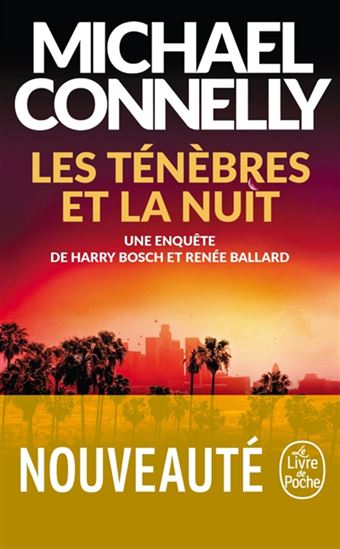 MICHAEL
CONNELLY
LES TÉNÈBRES
ET LA NUIT
UNE ENQUÊTE
DE HARRY BOSCH ET RENÉE BALLARD
NOUVEAUTÉ
Le
Livre
de
Poche